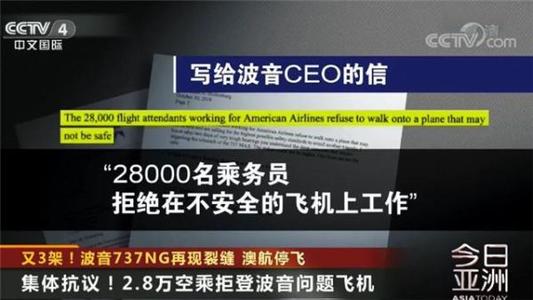 CCTV 4
中文国际
CCTV.com
写给波音CEO的信
October 30, 2019
Page 2
The 28,000 flight attendants working for American Airlines refuse to walk onto a plane that may
not be safe
“28000名乘务员
拒绝在不安全的飞机上工作”
又3架！波音737NG再现裂缝 澳航停飞
集体抗议！2.8万空乘拒登波音问题飞机
今日
亚洲
ASIA TODAY